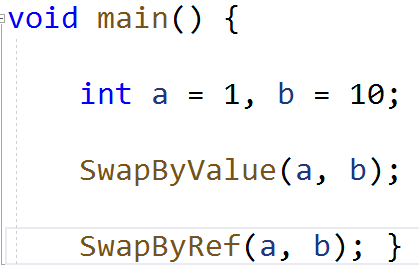 void main() {
int a = 1, b = 10;
SwapByValue(a, b);
SwapByRef(a, b); }